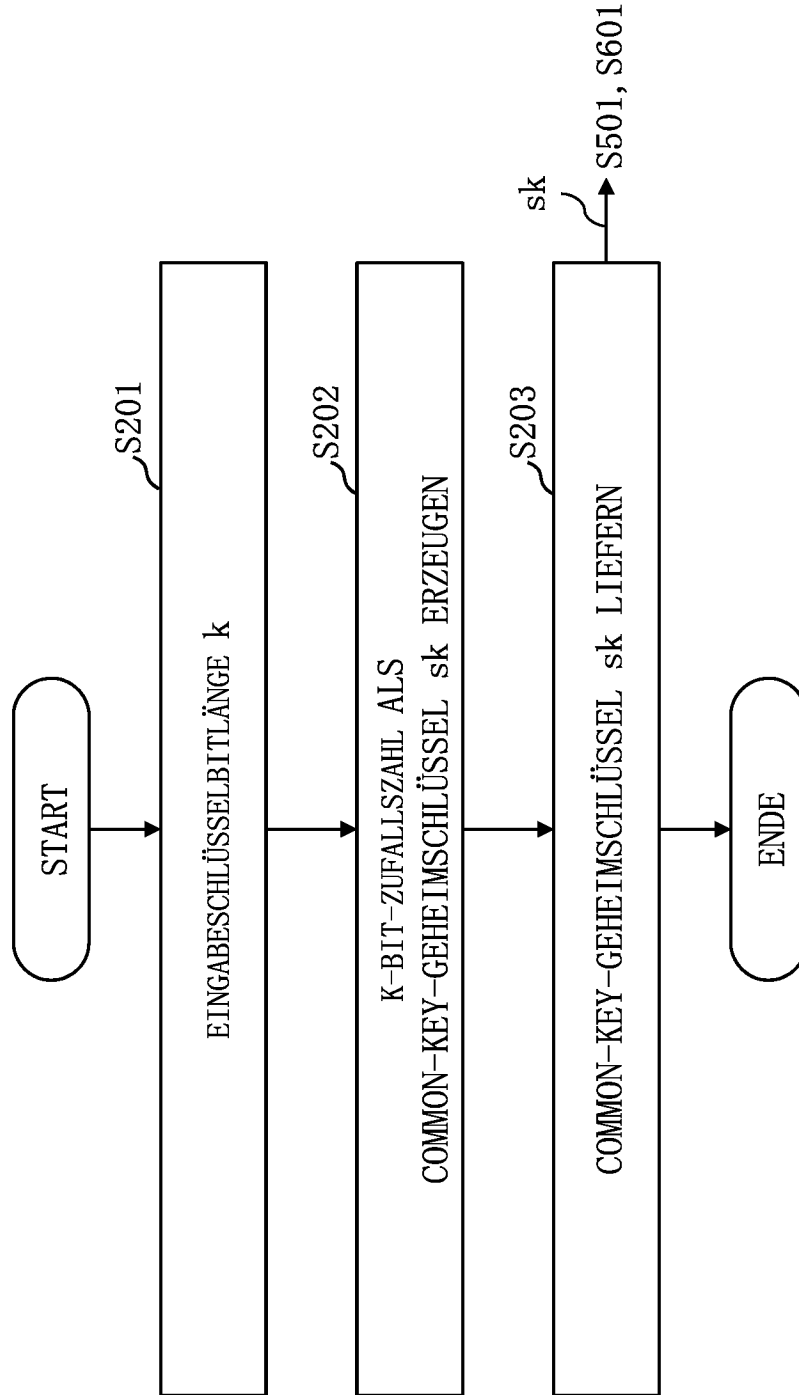 START
S201
EINGABESCHLÜSSELBITLÄNGE k
S202
K-BIT-ZUFALLSZAHL ALS
COMMON-KEY-GEHEIMSCHLÜSSEL sk ERZEUGEN
S203
COMMON-KEY-GEHEIMSCHLÜSSEL sk LIEFERN
sk
S501, S601
ENDE